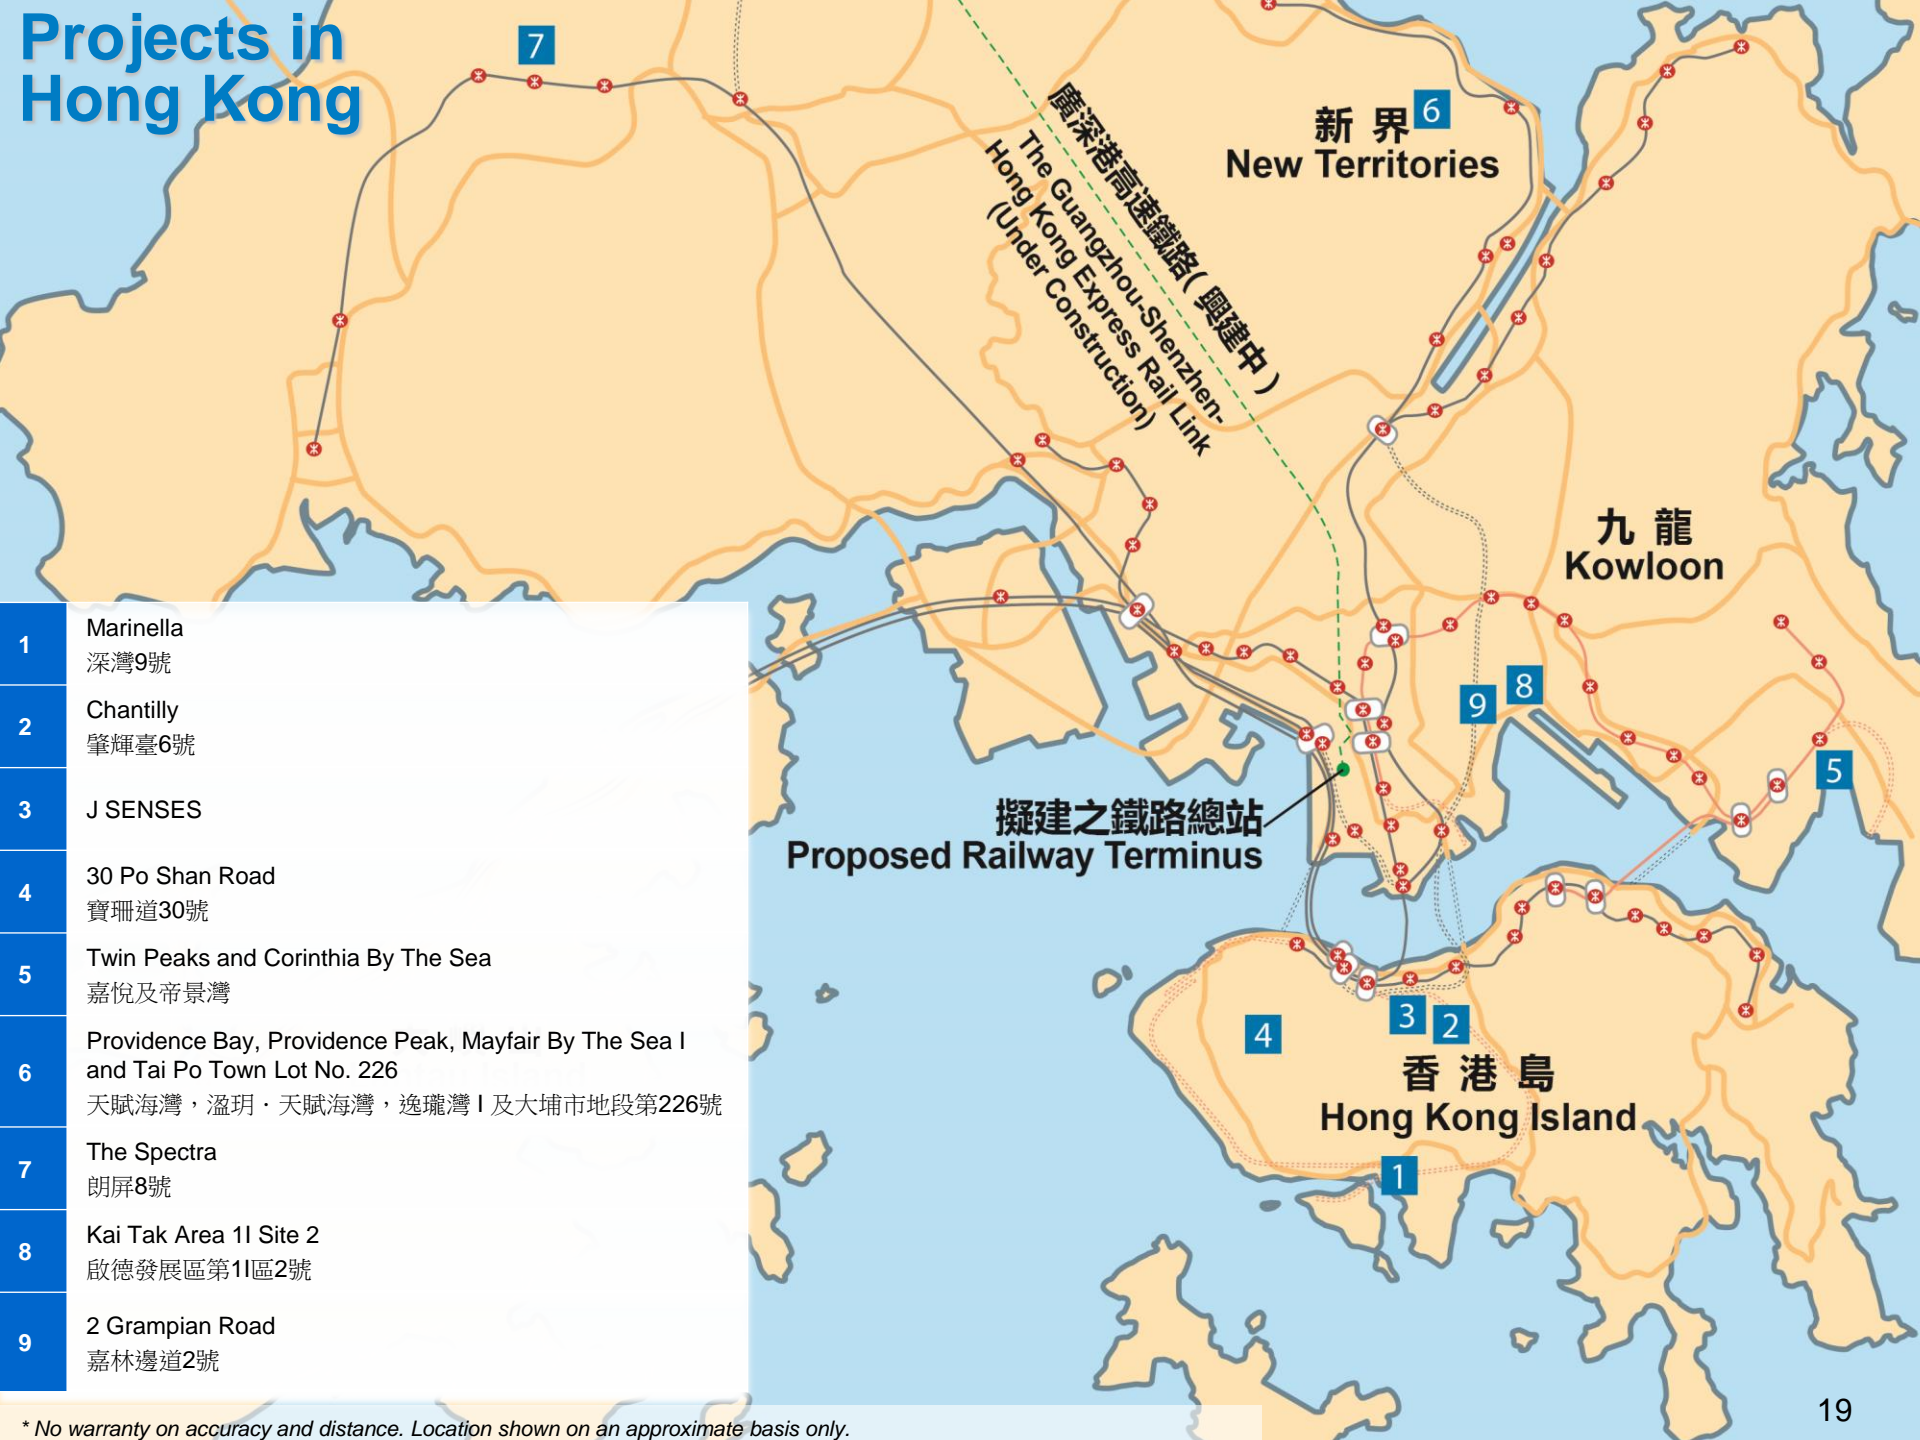 Projects in
Hong Kong
7
新 界 6
New Territories
廣深港高速鐵路( 興建中 )
The Guangzhou-Shenzhen-
Hong Kong Express Rail Link
(Under Construction)
九 龍
Kowloon
9
8
5
擬建之鐵路總站
Proposed Railway Terminus
4
3
2
香 港 島
Hong Kong Island
1
1
Marinella
深灣9號
2
Chantilly
肇輝臺6號
3
J SENSES
4
30 Po Shan Road
寶珊道30號
5
Twin Peaks and Corinthia By The Sea
嘉悅及帝景灣
6
Providence Bay, Providence Peak, Mayfair By The Sea I
and Tai Po Town Lot No. 226
天賦海灣，溋玥．天賦海灣，逸瓏灣 I 及大埔市地段第226號
7
The Spectra
朗屏8號
8
Kai Tak Area 1I Site 2
啟德發展區第1I區2號
9
2 Grampian Road
嘉林邊道2號
* No warranty on accuracy and distance. Location shown on an approximate basis only.
19